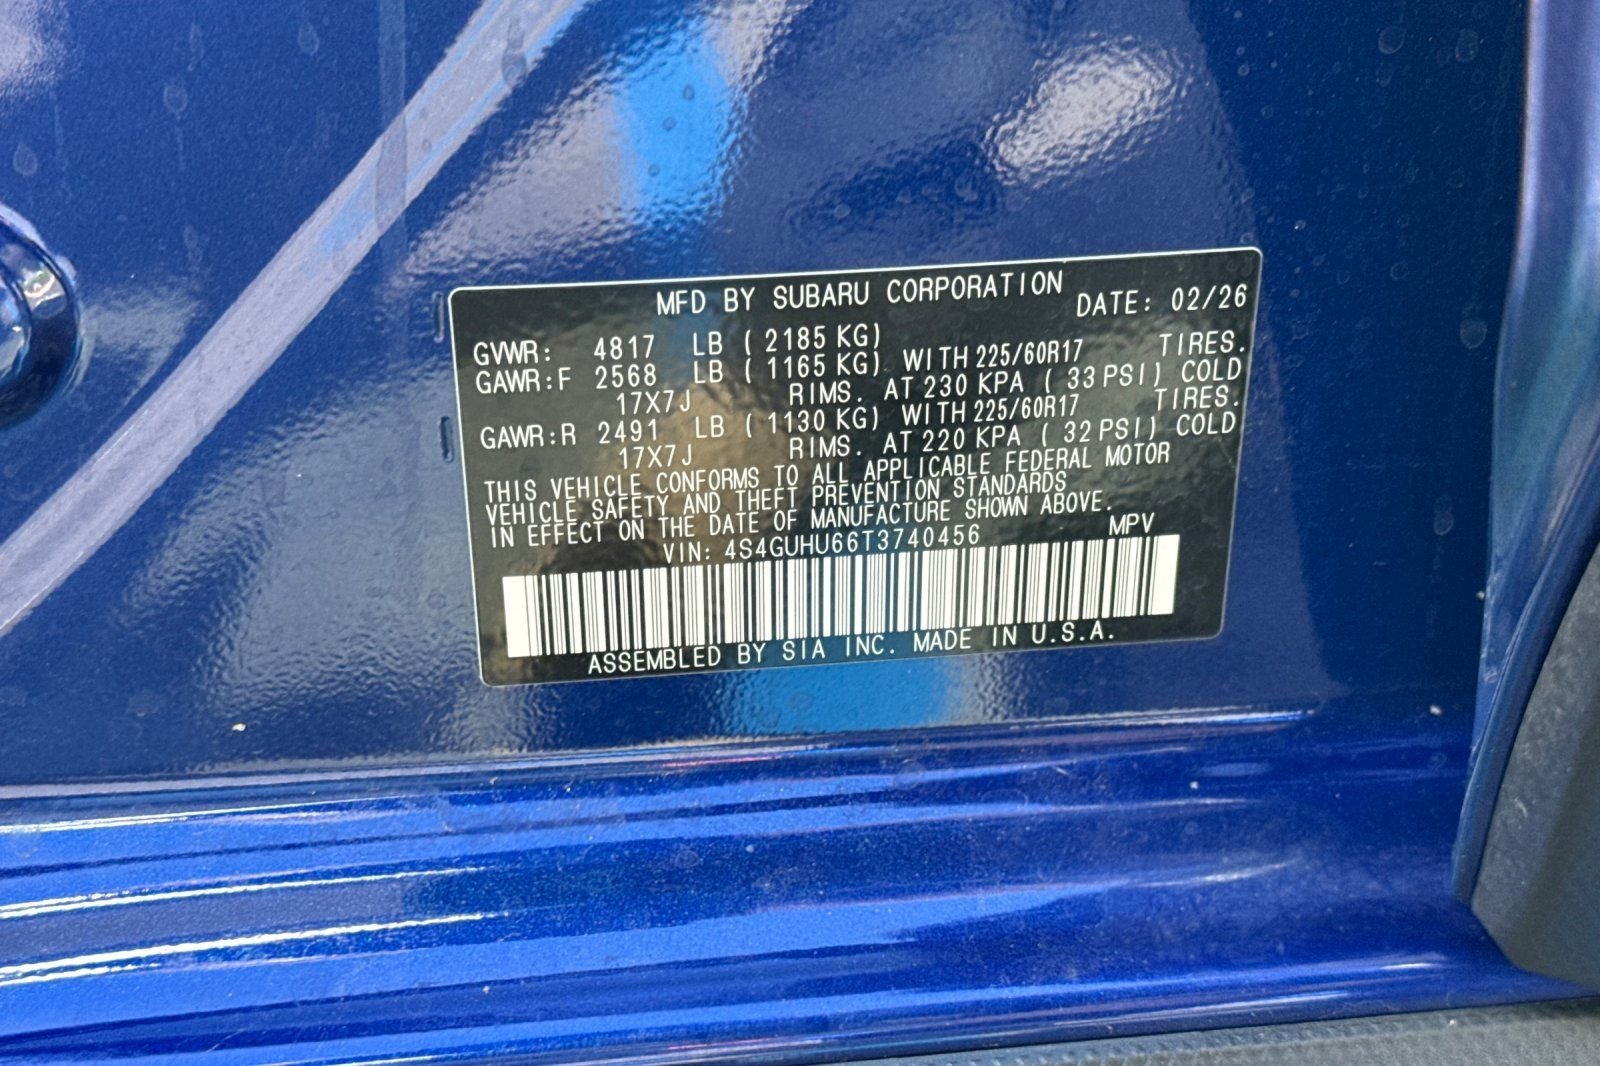 MFD BY SUBARU CORPORATION DATE: 02/26
GVWR: 4817 LB ( 2185 KG)
GAWR:F 2568 LB ( 1165 KG) WITH 225/60R17 TIRES.
17X7J RIMS. AT 230 KPA ( 33 PSI) COLD
GAWR:R 2491 LB ( 1130 KG) WITH 225/60R17 TIRES.
17X7J RIMS. AT 220 KPA ( 32 PSI) COLD
THIS VEHICLE CONFORMS TO ALL APPLICABLE FEDERAL MOTOR
VEHICLE SAFETY AND THEFT PREVENTION STANDARDS
IN EFFECT ON THE DATE OF MANUFACTURE SHOWN ABOVE.
VIN: 4S4GUHU66T3740456 MPV
ASSEMBLED BY SIA INC. MADE IN U.S.A.